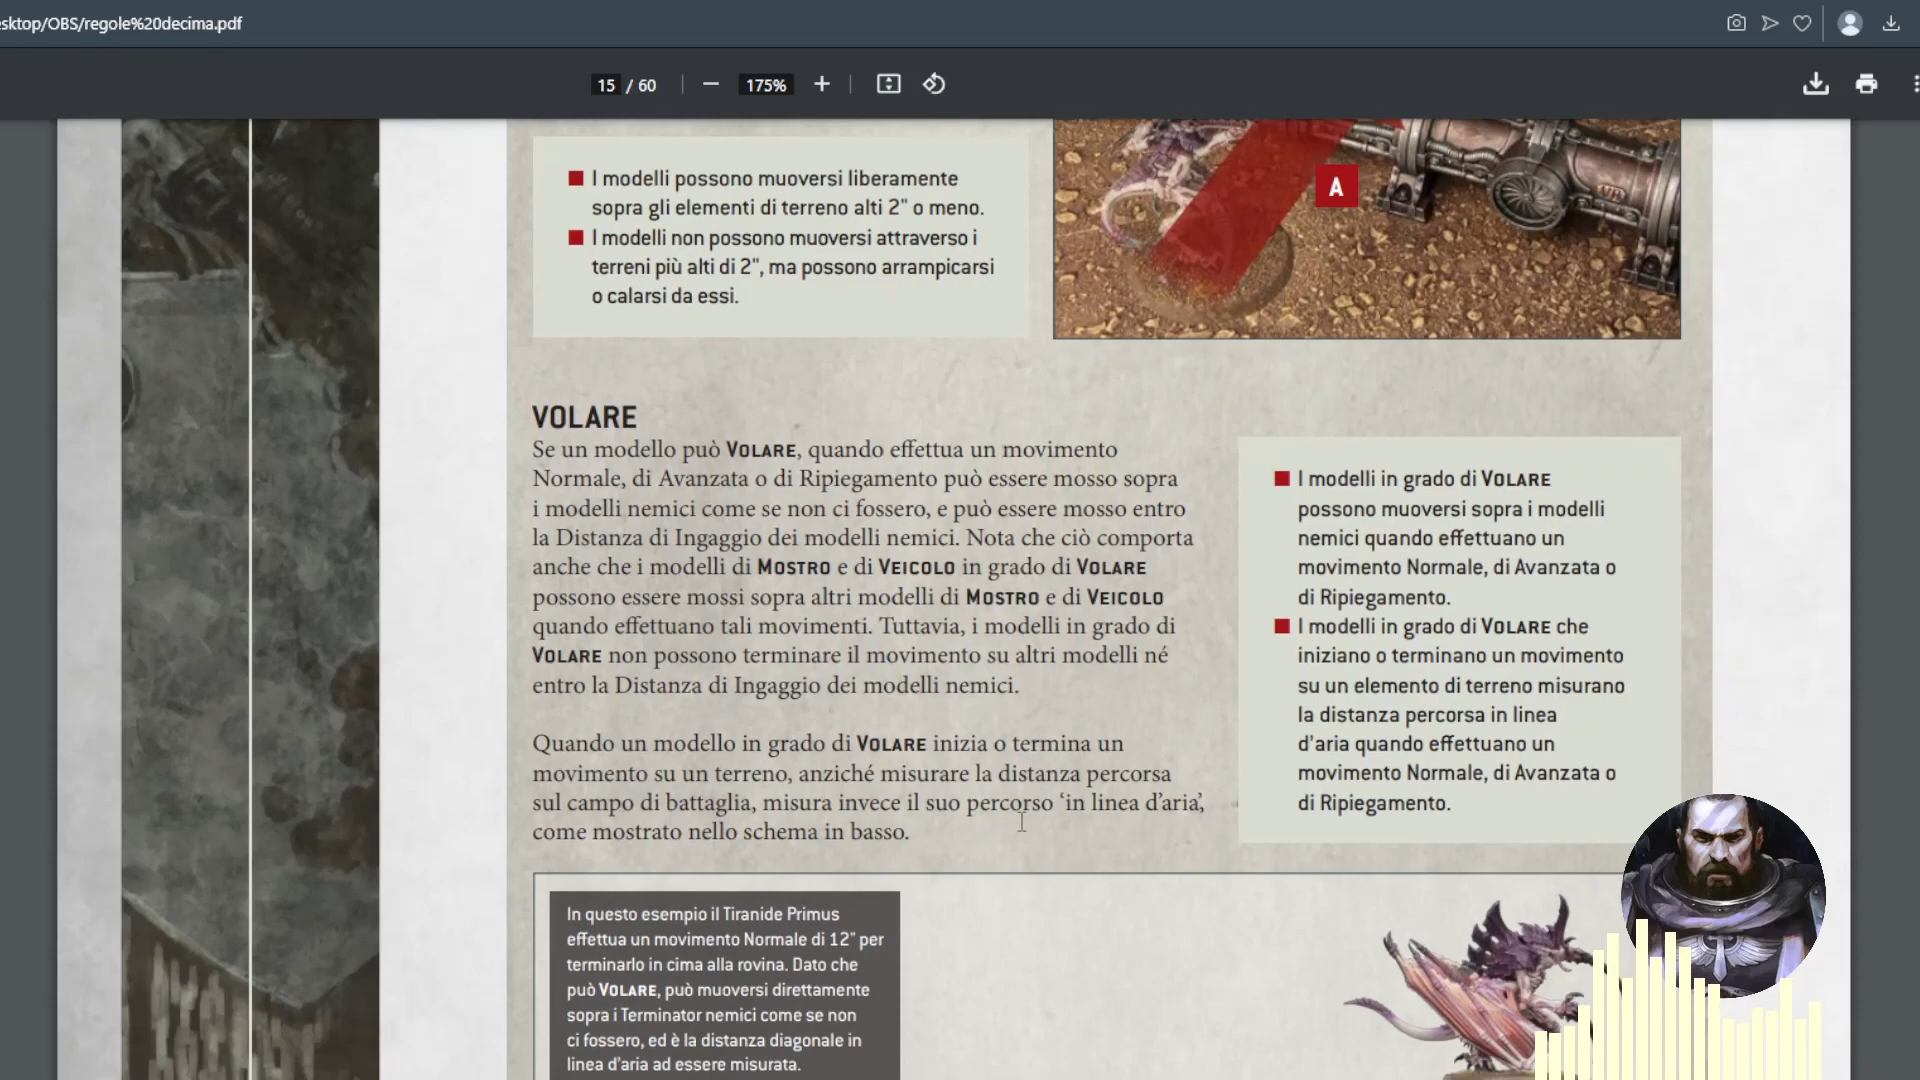 sktop/OBS/regole%20decima.pdf
15 / 60
175%
I modelli possono muoversi liberamente
sopra gli elementi di terreno alti 2" o meno.
I modelli non possono muoversi attraverso i
terreni più alti di 2", ma possono arrampicarsi
o calarsi da essi.
A
VOLARE
Se un modello può VOLARE, quando effettua un movimento
Normale, di Avanzata o di Ripiegamento può essere mosso sopra
i modelli nemici come se non ci fossero, e può essere mosso entro
la Distanza di Ingaggio dei modelli nemici. Nota che ciò comporta
anche che i modelli di MOSTRO e di VEICOLO in grado di VOLARE
possono essere mossi sopra altri modelli di MOSTRO e di VEICOLO
quando effettuano tali movimenti. Tuttavia, i modelli in grado di
VOLARE non possono terminare il movimento su altri modelli né
entro la Distanza di Ingaggio dei modelli nemici.
Quando un modello in grado di VOLARE inizia o termina un
movimento su un terreno, anziché misurare la distanza percorsa
sul campo di battaglia, misura invece il suo percorso ‘in linea d’aria’,
come mostrato nello schema in basso.
I modelli in grado di VOLARE
possono muoversi sopra i modelli
nemici quando effettuano un
movimento Normale, di Avanzata o
di Ripiegamento.
I modelli in grado di VOLARE che
iniziano o terminano un movimento
su un elemento di terreno misurano
la distanza percorsa in linea
d’aria quando effettuano un
movimento Normale, di Avanzata o
di Ripiegamento.
In questo esempio il Tiranide Primus
effettua un movimento Normale di 12" per
terminarlo in cima alla rovina. Dato che
può VOLARE, può muoversi direttamente
sopra i Terminator nemici come se non
ci fossero, ed è la distanza diagonale in
linea d’aria ad essere misurata.